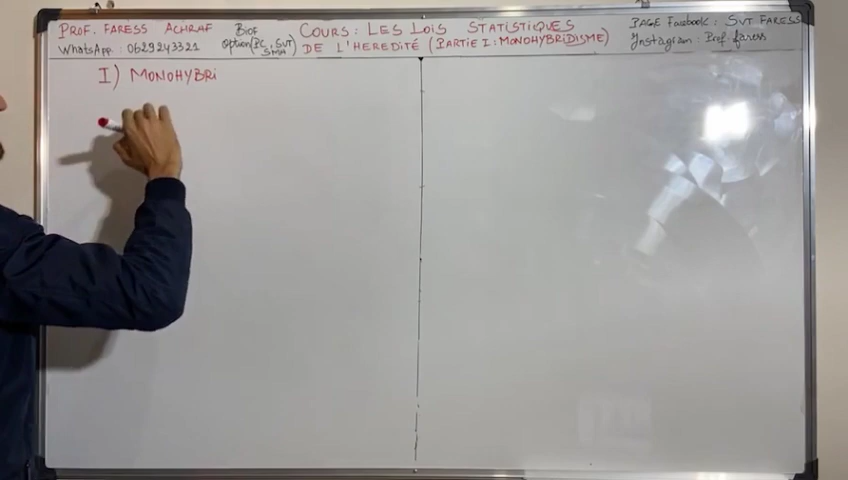 PROF. FARESS ACHRAF
WhatsApp : 0629243321
Biof
Option(PC, SVT
SMA)
COURS : LES LOIS STATISTIQUES
DE L'HEREDITÉ (PARTIE I : MONOHYBRIDISME)
PAGE Facebook : SVT FARESS
Instagram : Prof. faress
I) MONOHYBRi